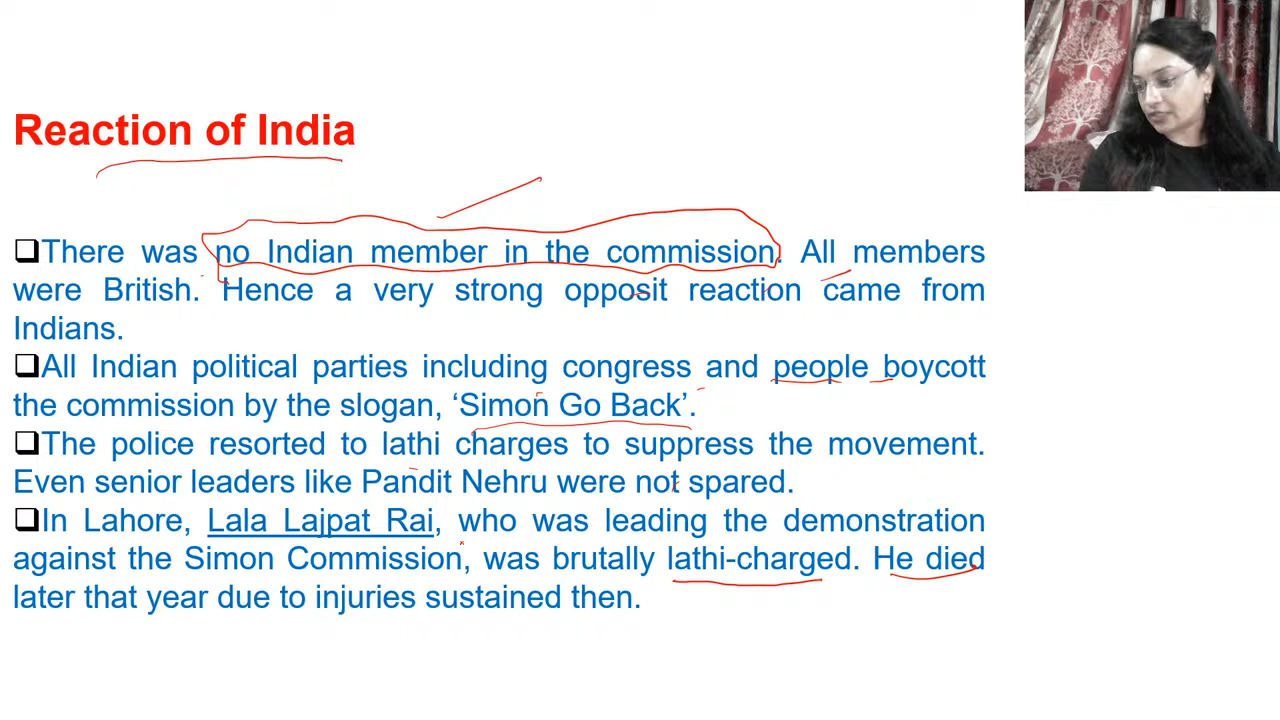 Reaction of India
❑There was no Indian member in the commission. All members
were British. Hence a very strong opposit reaction came from
Indians.
❑All Indian political parties including congress and people boycott
the commission by the slogan, ‘Simon Go Back’.
❑The police resorted to lathi charges to suppress the movement.
Even senior leaders like Pandit Nehru were not spared.
❑In Lahore, Lala Lajpat Rai, who was leading the demonstration
against the Simon Commission, was brutally lathi-charged. He died
later that year due to injuries sustained then.